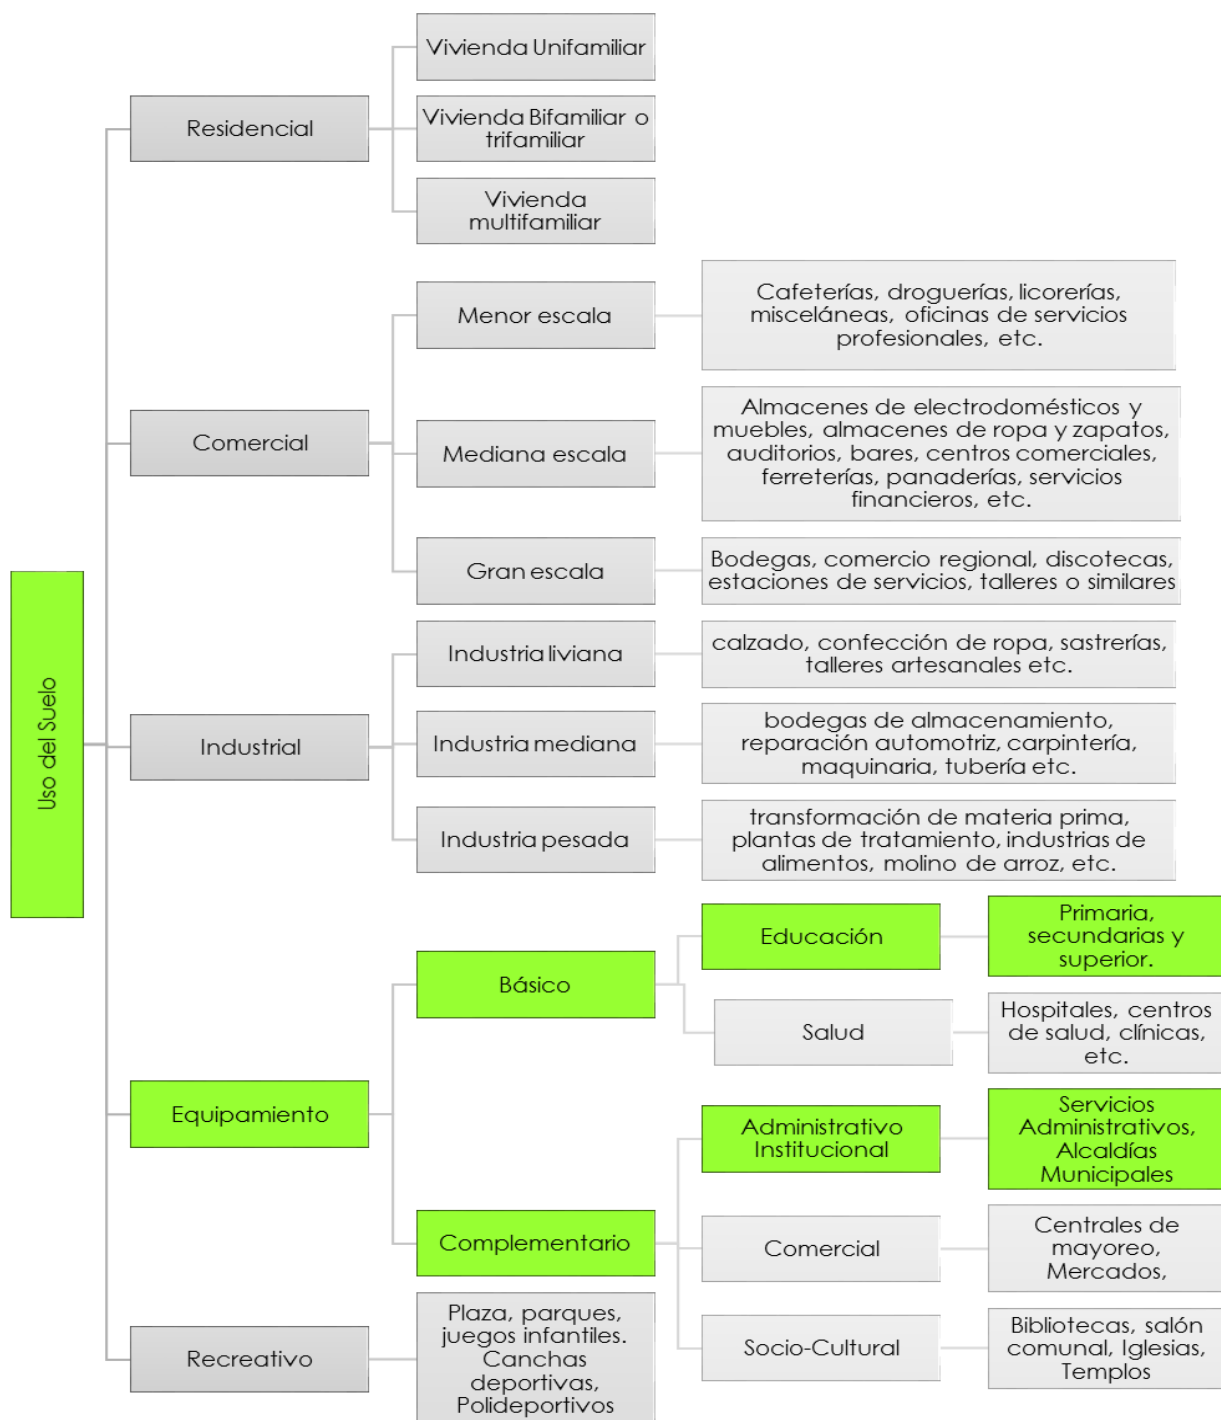 Uso del Suelo
Residencial
Vivienda Unifamiliar
Vivienda Bifamiliar o
trifamiliar
Vivienda
multifamiliar
Comercial
Menor escala
Cafeterías, droguerías, licorerías,
misceláneas, oficinas de servicios
profesionales, etc.
Mediana escala
Almacenes de electrodomésticos y
muebles, almacenes de ropa y zapatos,
auditorios, bares, centros comerciales,
ferreterías, panaderías, servicios
financieros, etc.
Gran escala
Bodegas, comercio regional, discotecas,
estaciones de servicios, talleres o similares
Industrial
Industria liviana
calzado, confección de ropa, sastrerías,
talleres artesanales etc.
Industria mediana
bodegas de almacenamiento,
reparación automotriz, carpintería,
maquinaria, tubería etc.
Industria pesada
transformación de materia prima,
plantas de tratamiento, industrias de
alimentos, molino de arroz, etc.
Equipamiento
Básico
Educación
Primaria,
secundarias y
superior.
Salud
Hospitales, centros
de salud, clínicas,
etc.
Complementario
Administrativo
Institucional
Servicios
Administrativos,
Alcaldías
Municipales
Comercial
Centrales de
mayoreo,
Mercados,
Socio-Cultural
Bibliotecas, salón
comunal, Iglesias,
Templos
Recreativo
Plaza, parques,
juegos infantiles.
Canchas
deportivas,
Polideportivos